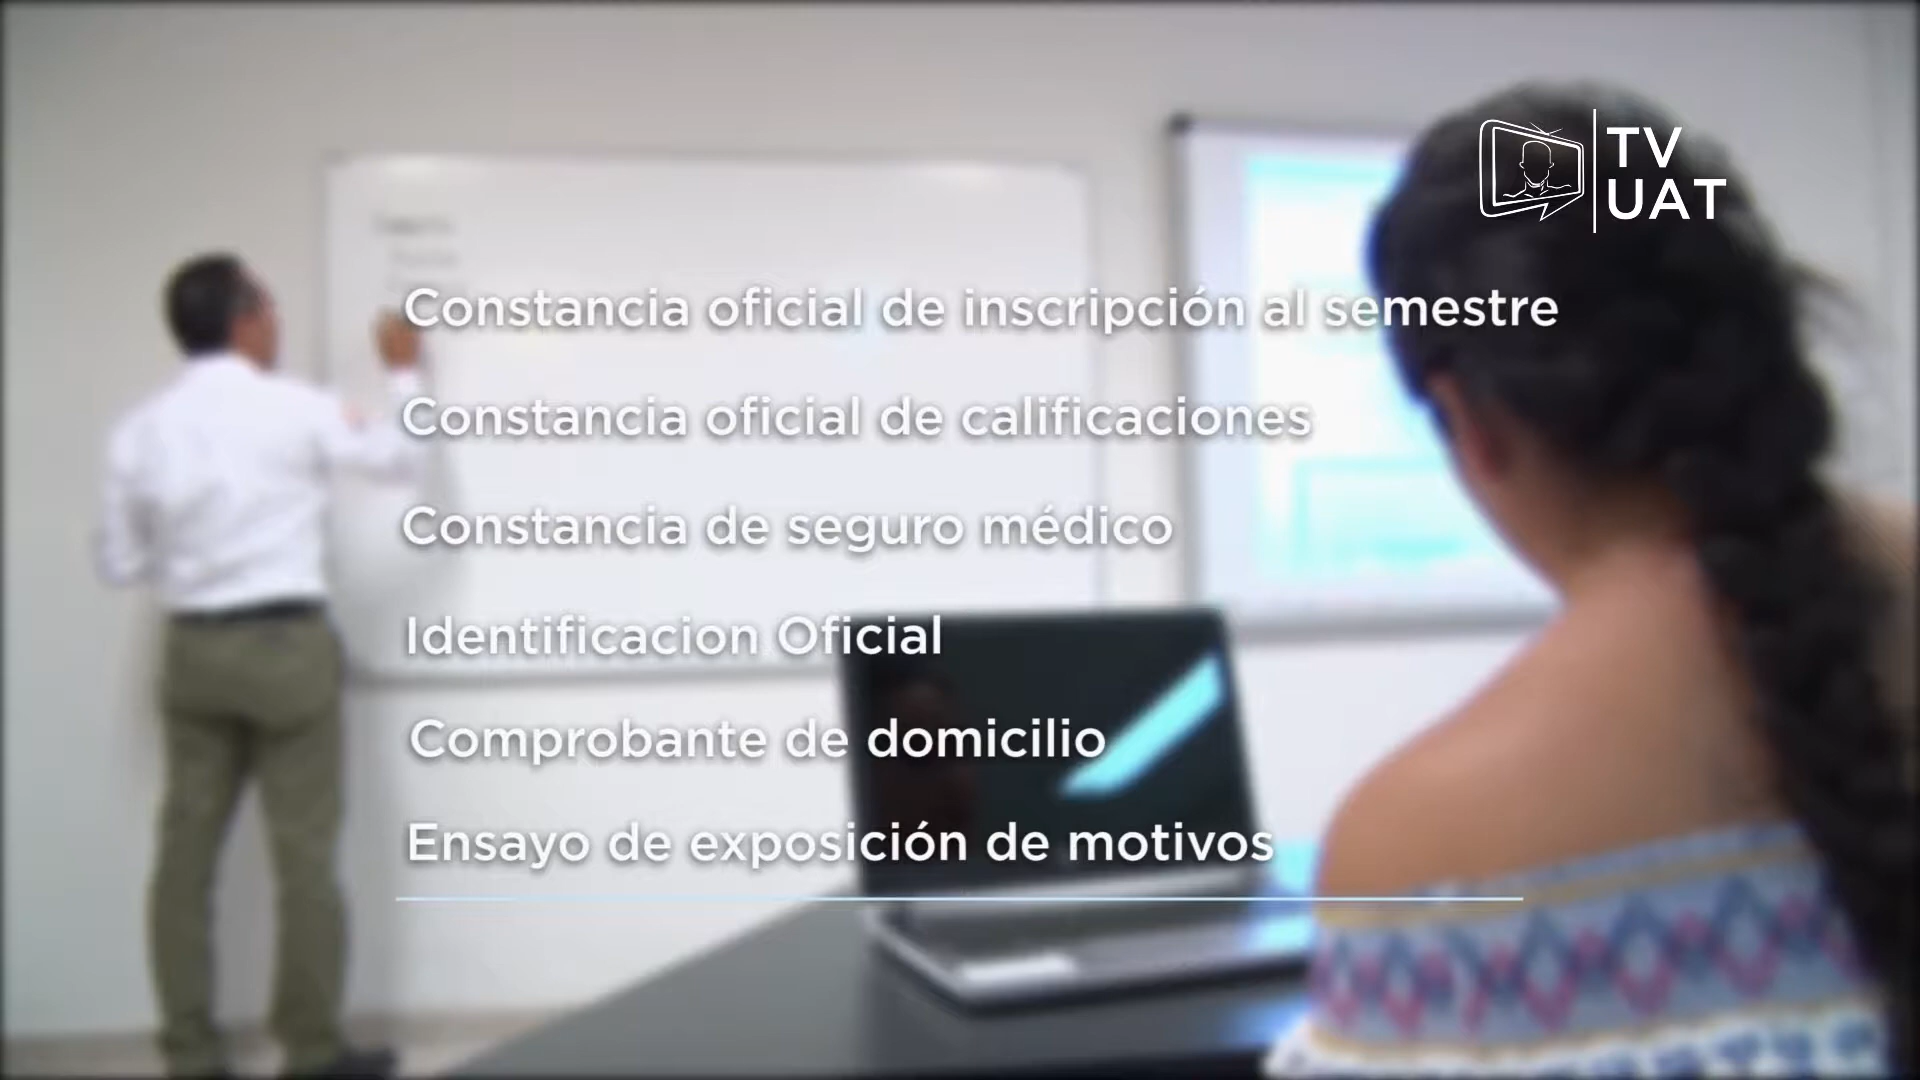 TV
UAT
Constancia oficial de inscripción al semestre
Constancia oficial de calificaciones
Constancia de seguro médico
Identificacion Oficial
Comprobante de domicilio
Ensayo de exposición de motivos